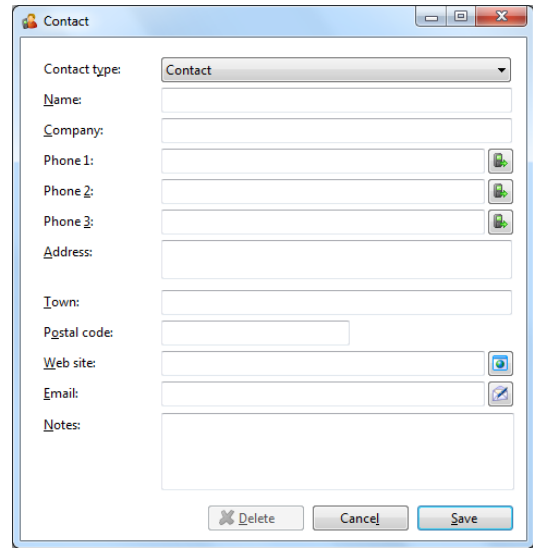 Contact
Contact type: Contact
Name:
Company:
Phone 1:
Phone 2:
Phone 3:
Address:
Town:
Postal code:
Web site:
Email:
Notes:
Delete Cancel Save